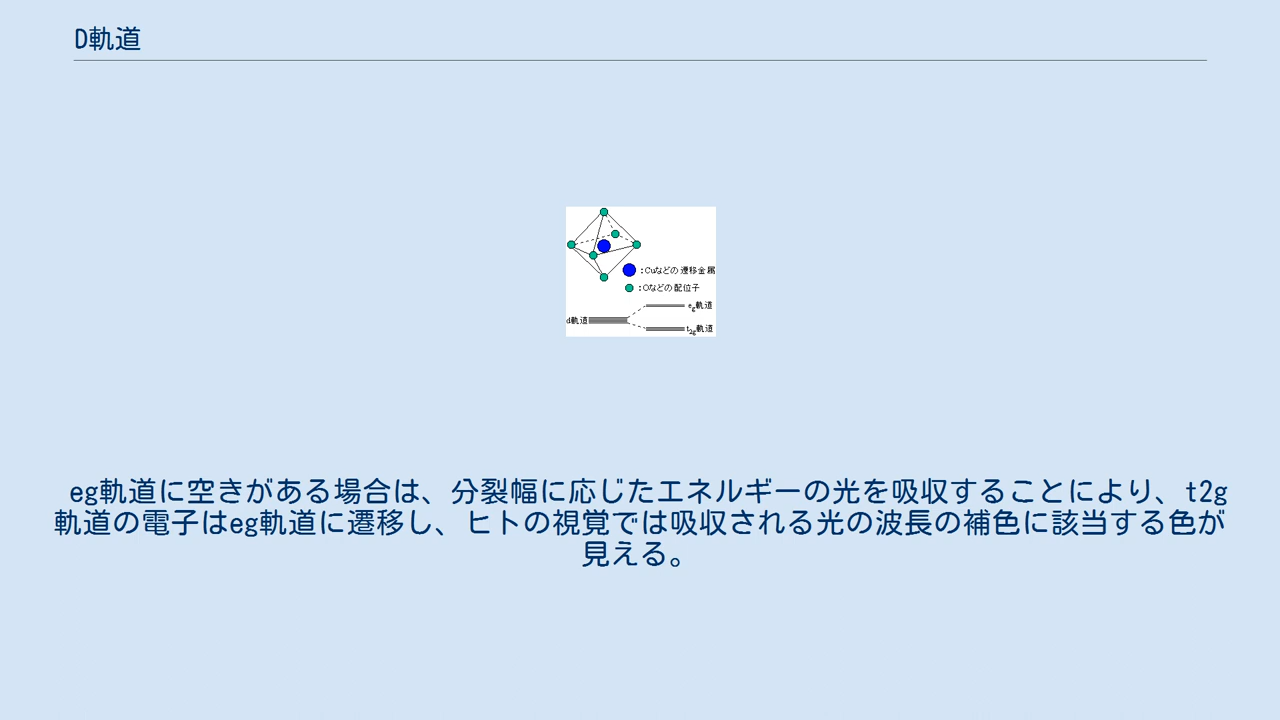 D軌道
:Cuなどの遷移金属
:Oなどの配位子
eg軌道
d軌道
t2g軌道
eg軌道に空きがある場合は、分裂幅に応じたエネルギーの光を吸収することにより、t2g
軌道の電子はeg軌道に遷移し、ヒトの視覚では吸収される光の波長の補色に該当する色が
見える。